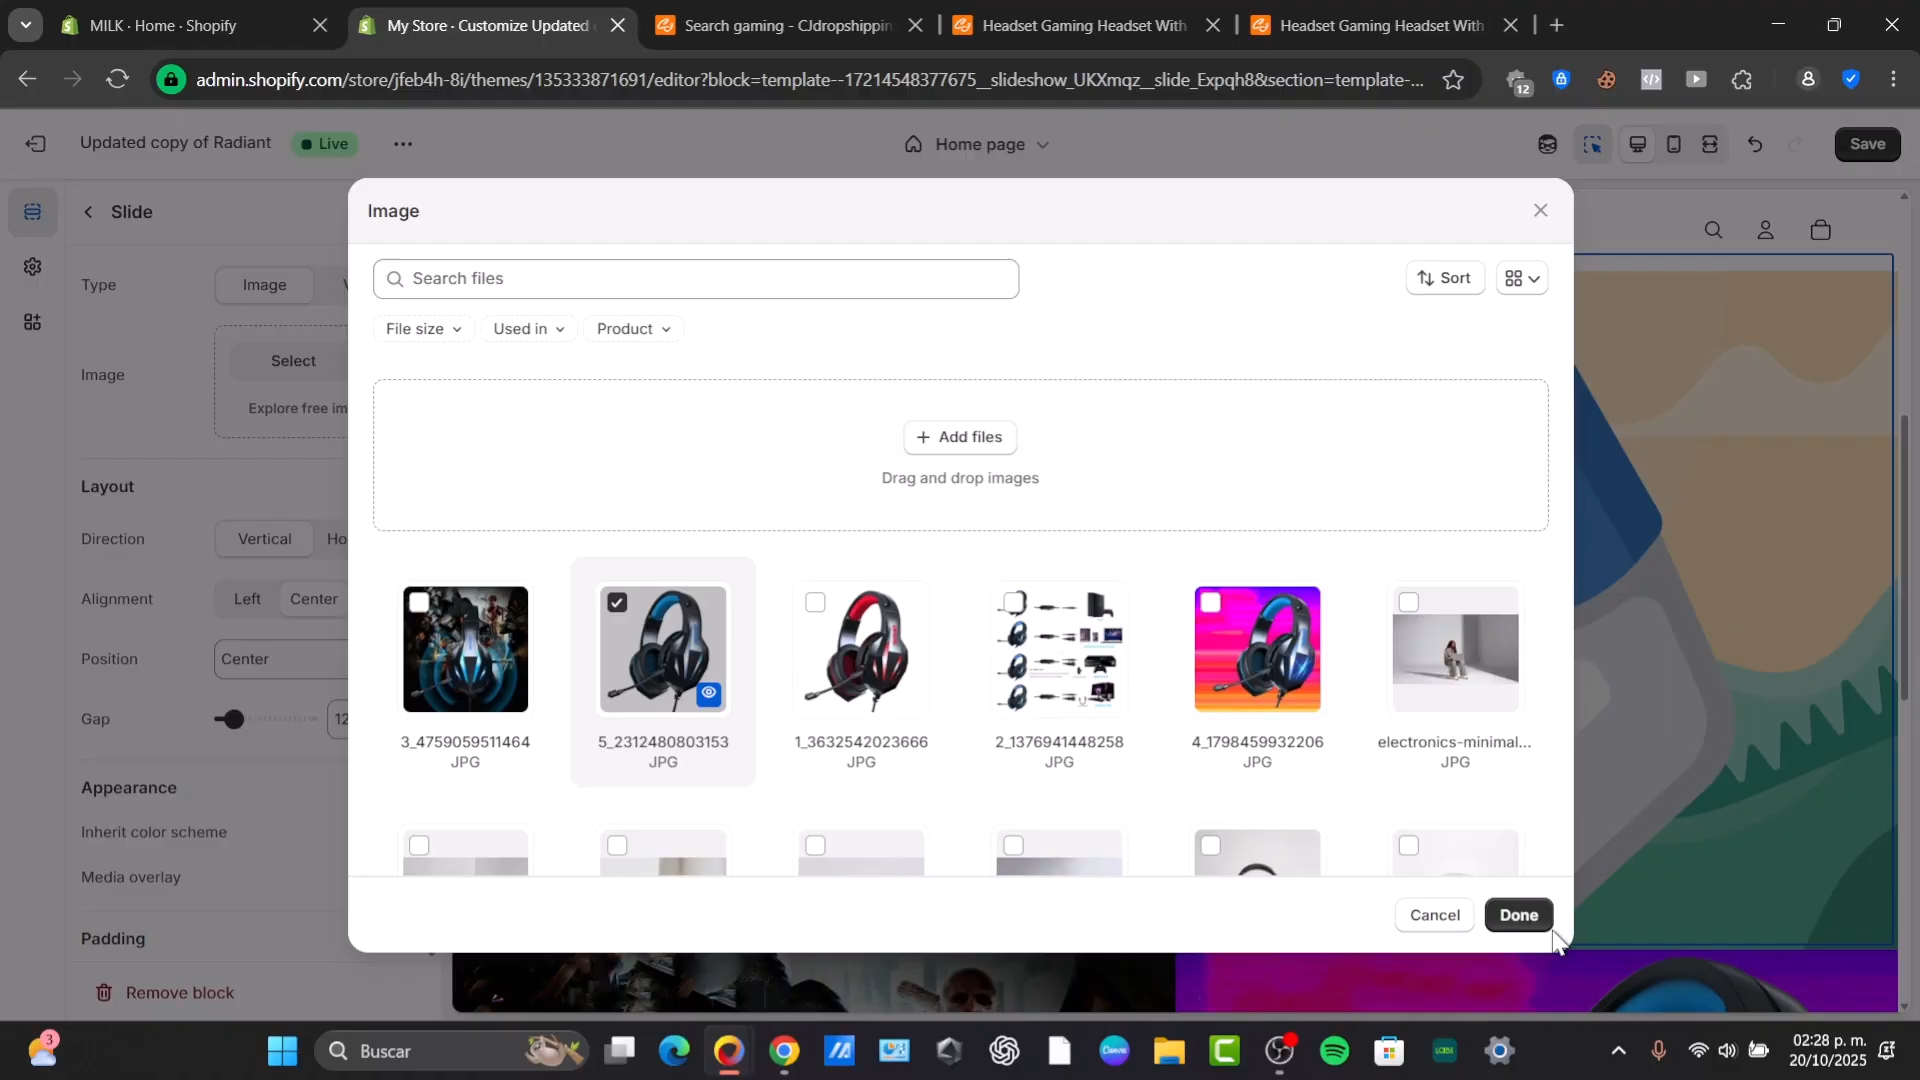 MILK · Home · Shopify
My Store · Customize Updated
Search gaming - CJdropshippin
Headset Gaming Headset With
Headset Gaming Headset With
admin.shopify.com/store/jfeb4h-8i/themes/135333871691/editor?block=template--17214548377675__slideshow_UKXmqz__slide_Expqh8&section=template-...
12
Updated copy of Radiant
Live
Home page
Save
Slide
Type
Image
Image
Select
Explore free im
Layout
Direction
Vertical
Ho
Alignment
Left
Center
Position
Center
Gap
12
Appearance
Inherit color scheme
Media overlay
Padding
Remove block
Image
Search files
Sort
File size
Used in
Product
Add files
Drag and drop images
3_4759059511464
JPG
5_2312480803153
JPG
1_3632542023666
JPG
2_1376941448258
JPG
4_1798459932206
JPG
electronics-minimal...
JPG
Cancel
Done
3
Buscar
02:28 p. m.
20/10/2025